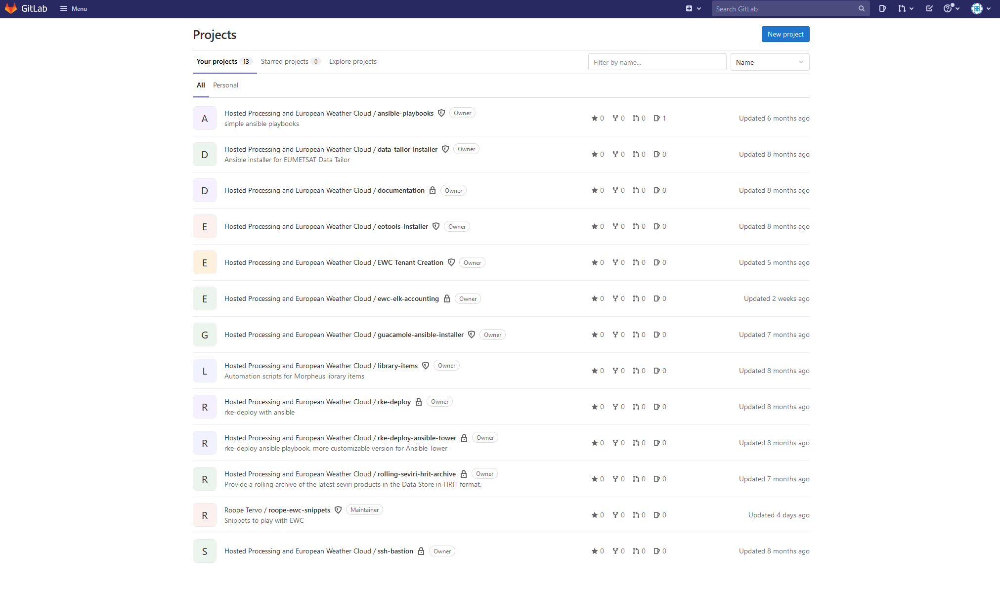 GitLab Menu Search GitLab
Projects New project
Your projects 13 Starred projects 0 Explore projects Filter by name... Name
All Personal
A Hosted Processing and European Weather Cloud / ansible-playbooks Owner 0 0 0 1 Updated 6 months ago
simple ansible playbooks
D Hosted Processing and European Weather Cloud / data-tailor-installer Owner 0 0 0 0 Updated 8 months ago
Ansible installer for EUMETSAT Data Tailor
D Hosted Processing and European Weather Cloud / documentation Owner 0 0 0 0 Updated 8 months ago
E Hosted Processing and European Weather Cloud / eotools-installer Owner 0 0 0 0 Updated 8 months ago
E Hosted Processing and European Weather Cloud / EWC Tenant Creation Owner 0 0 0 0 Updated 5 months ago
E Hosted Processing and European Weather Cloud / ewc-elk-accounting Owner 0 0 0 0 Updated 2 weeks ago
G Hosted Processing and European Weather Cloud / guacamole-ansible-installer Owner 0 0 0 0 Updated 7 months ago
L Hosted Processing and European Weather Cloud / library-items Owner 0 0 0 0 Updated 8 months ago
Automation scripts for Morpheus library items
R Hosted Processing and European Weather Cloud / rke-deploy Owner 0 0 0 0 Updated 8 months ago
rke-deploy with ansible
R Hosted Processing and European Weather Cloud / rke-deploy-ansible-tower Owner 0 0 0 0 Updated 8 months ago
rke-deploy ansible playbook, more customizable version for Ansible Tower
R Hosted Processing and European Weather Cloud / rolling-seviri-hrit-archive Owner 0 0 0 0 Updated 7 months ago
Provide a rolling archive of the latest seviri products in the Data Store in HRIT format.
R Roope Tervo / roope-ewc-snippets Maintainer 0 0 0 0 Updated 4 days ago
Snippets to play with EWC
S Hosted Processing and European Weather Cloud / ssh-bastion Owner 0 0 0 0 Updated 8 months ago